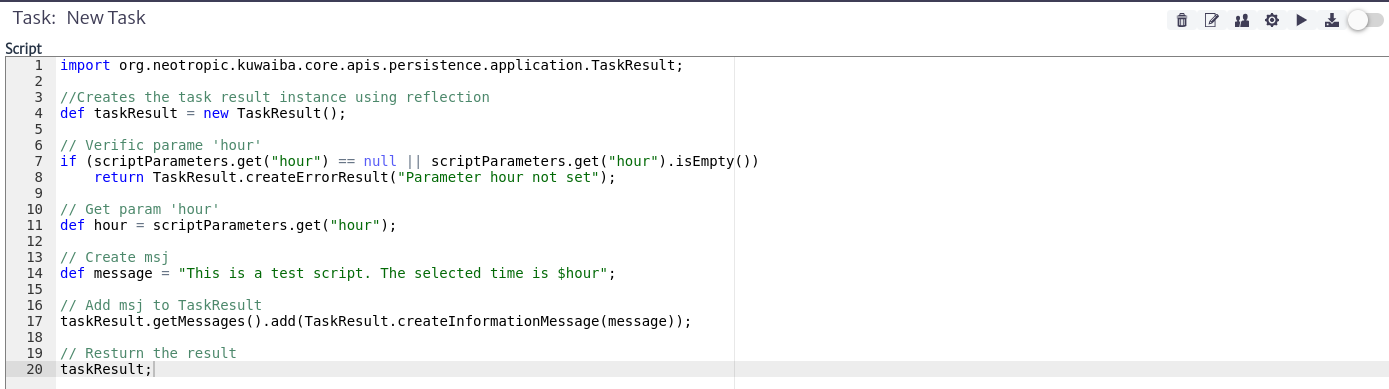 Task: New Task
Script
1 import org.neotropic.kuwaiba.core.apis.persistence.application.TaskResult;
2
3 //Creates the task result instance using reflection
4 def taskResult = new TaskResult();
5
6 // Verific parame 'hour'
7 if (scriptParameters.get("hour") == null || scriptParameters.get("hour").isEmpty())
8     return TaskResult.createErrorResult("Parameter hour not set");
9
10 // Get param 'hour'
11 def hour = scriptParameters.get("hour");
12
13 // Create msj
14 def message = "This is a test script. The selected time is $hour";
15
16 // Add msj to TaskResult
17 taskResult.getMessages().add(TaskResult.createInformationMessage(message));
18
19 // Resturn the result
20 taskResult;